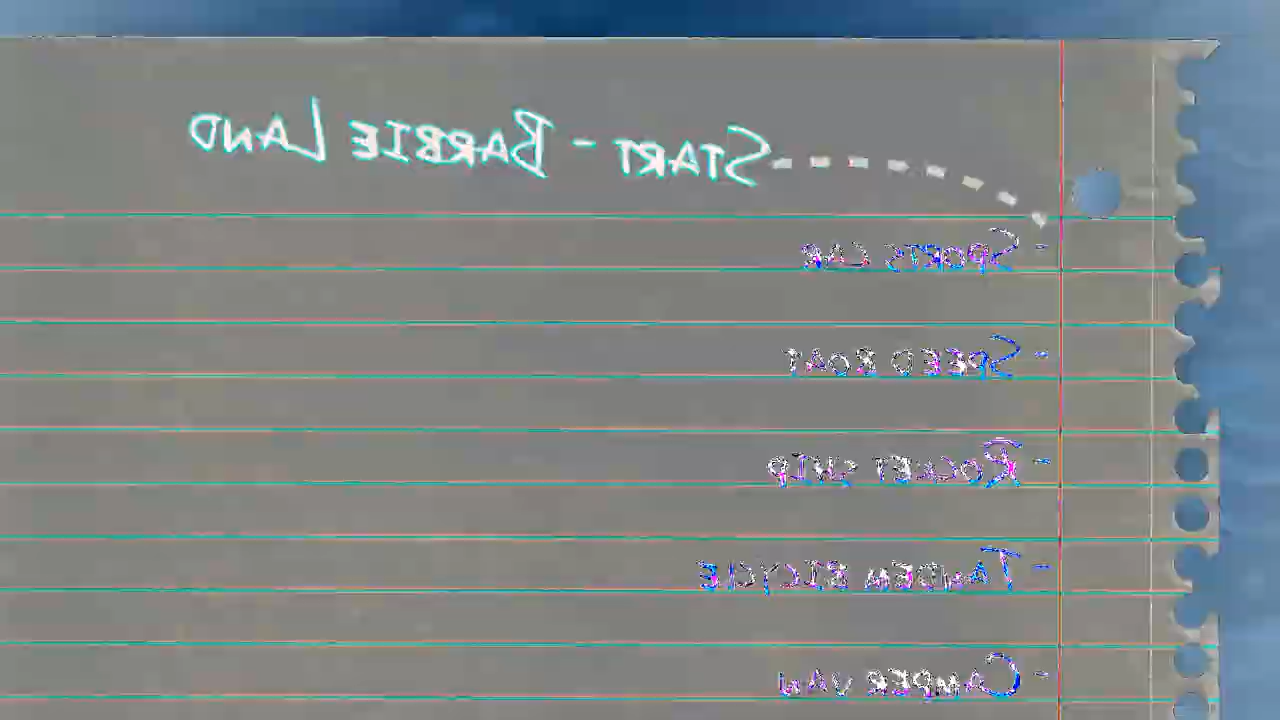 START - BARBIE LAND
- SPORTS CAR
- SPEED BOAT
- ROCKET SHIP
- TANDEM BICYCLE
- CAMPER VAN